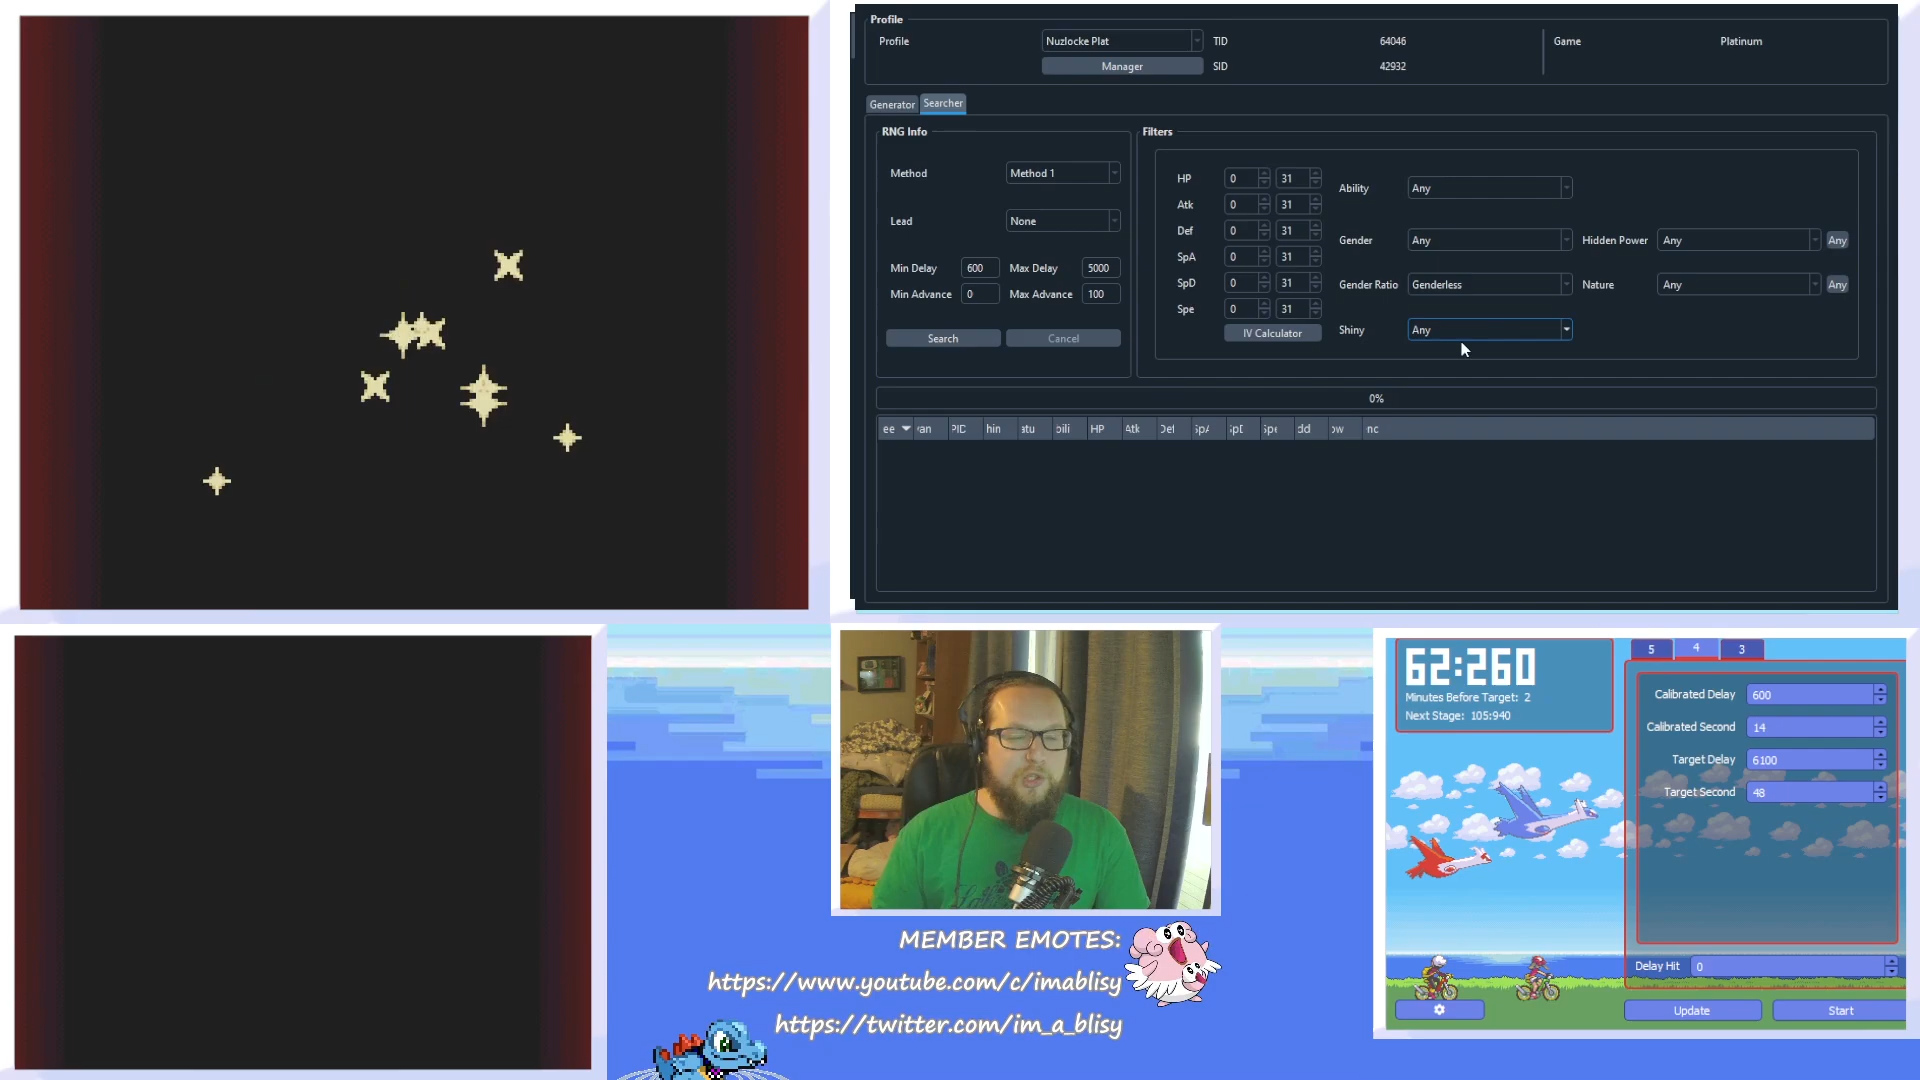 Profile
Profile
Nuzlocke Plat
TID
64046
Game
Platinum
Manager
SID
42932
Generator
Searcher
RNG Info
Filters
Method
Method 1
Lead
None
Min Delay
600
Max Delay
5000
Min Advance
0
Max Advance
100
Search
Cancel
HP
0
31
Atk
0
31
Def
0
31
SpA
0
31
SpD
0
31
Spe
0
31
IV Calculator
Ability
Any
Gender
Any
Hidden Power
Any
Any
Gender Ratio
Genderless
Nature
Any
Any
Shiny
Any
0%
PID
HP
Atk
62:260
Minutes Before Target: 2
Next Stage: 105:940
5
4
3
Calibrated Delay
600
Calibrated Second
14
Target Delay
6100
Target Second
48
Delay Hit
0
Update
Start
MEMBER EMOTES:
https://www.youtube.com/c/imablisy
https://twitter.com/im_a_blisy